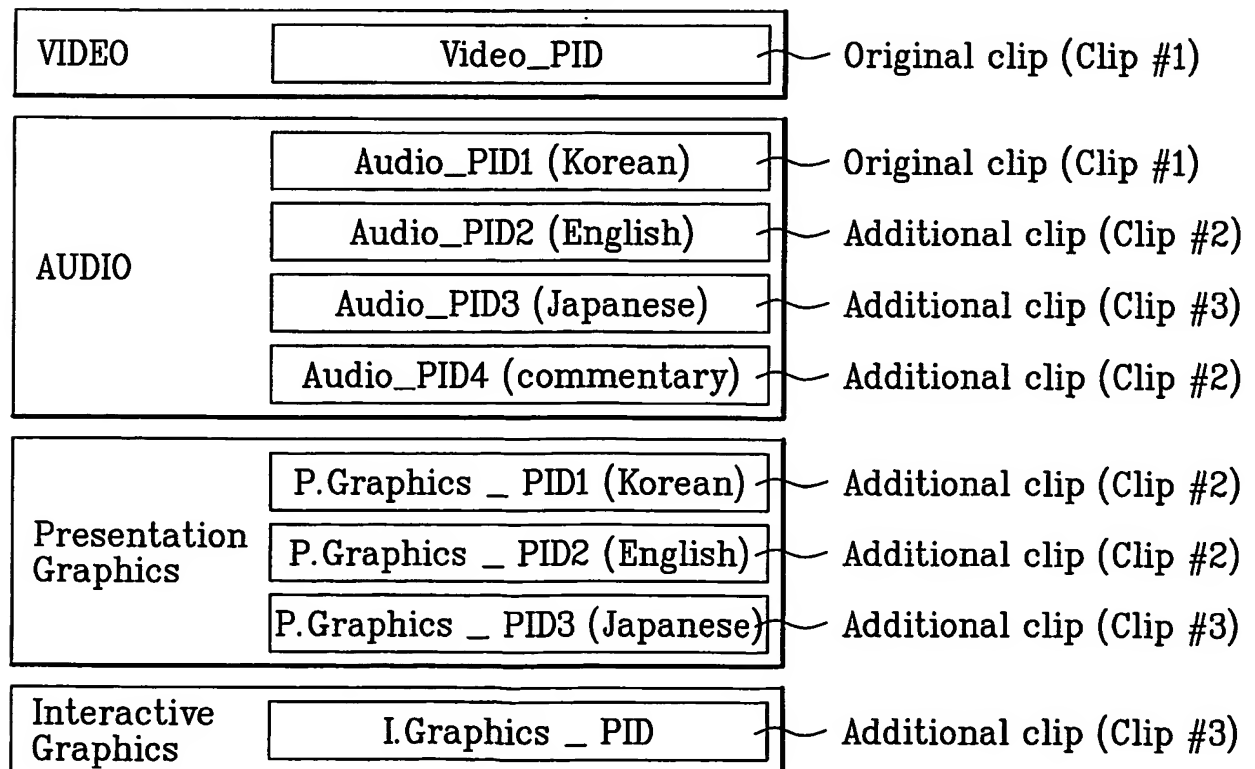 VIDEO Video_PID Original clip (Clip #1)
AUDIO
Audio_PID1 (Korean) Original clip (Clip #1)
Audio_PID2 (English) Additional clip (Clip #2)
Audio_PID3 (Japanese) Additional clip (Clip #3)
Audio_PID4 (commentary) Additional clip (Clip #2)
Presentation
Graphics
P.Graphics _ PID1 (Korean) Additional clip (Clip #2)
P.Graphics _ PID2 (English) Additional clip (Clip #2)
P.Graphics _ PID3 (Japanese) Additional clip (Clip #3)
Interactive
Graphics
I.Graphics _ PID Additional clip (Clip #3)